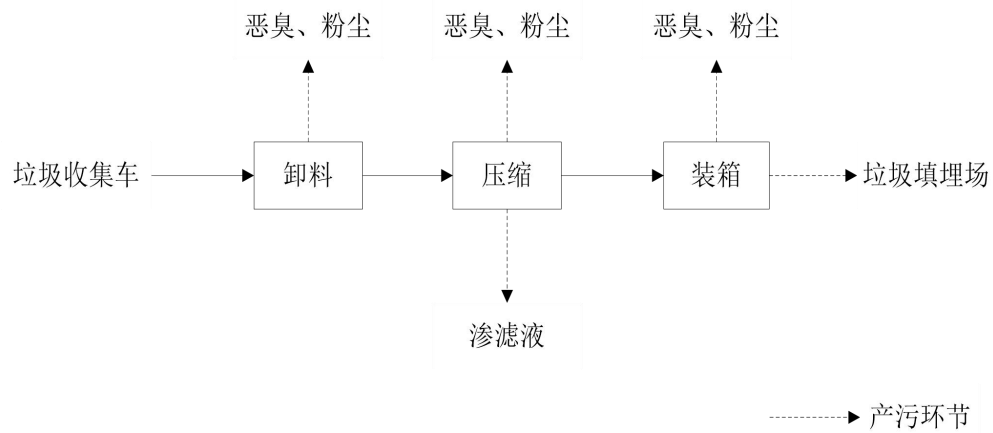 恶臭、粉尘
恶臭、粉尘
恶臭、粉尘
垃圾收集车
卸料
压缩
装箱
垃圾填埋场
渗滤液
产污环节